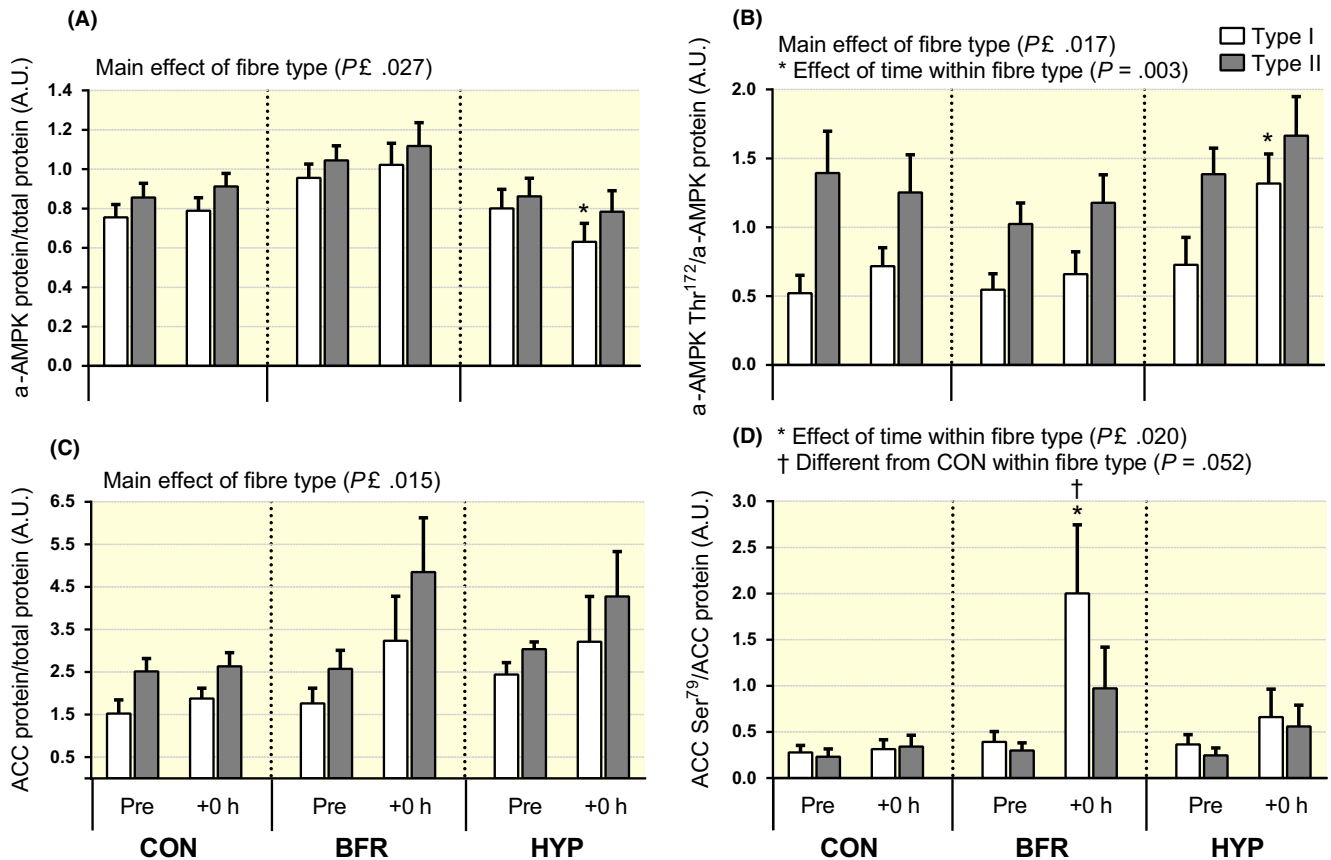 (A)
Main effect of fibre type (P£ .027)
a-AMPK protein/total protein (A.U.)
1.4
1.2
1.0
0.8
0.6
0.4
0.2
0.0
*
(B)
Main effect of fibre type (P£ .017)
* Effect of time within fibre type (P = .003)
Type I
Type II
a-AMPK Thr¹⁷²/a-AMPK protein (A.U.)
2.0
1.5
1.0
0.5
0.0
*
(C)
Main effect of fibre type (P£ .015)
ACC protein/total protein (A.U.)
6.5
5.5
4.5
3.5
2.5
1.5
0.5
Pre +0 h Pre +0 h Pre +0 h
CON BFR HYP
(D)
* Effect of time within fibre type (P£ .020)
† Different from CON within fibre type (P = .052)
ACC Ser⁷⁹/ACC protein (A.U.)
3.0
2.5
2.0
1.5
1.0
0.5
0.0
†
*
Pre +0 h Pre +0 h Pre +0 h
CON BFR HYP